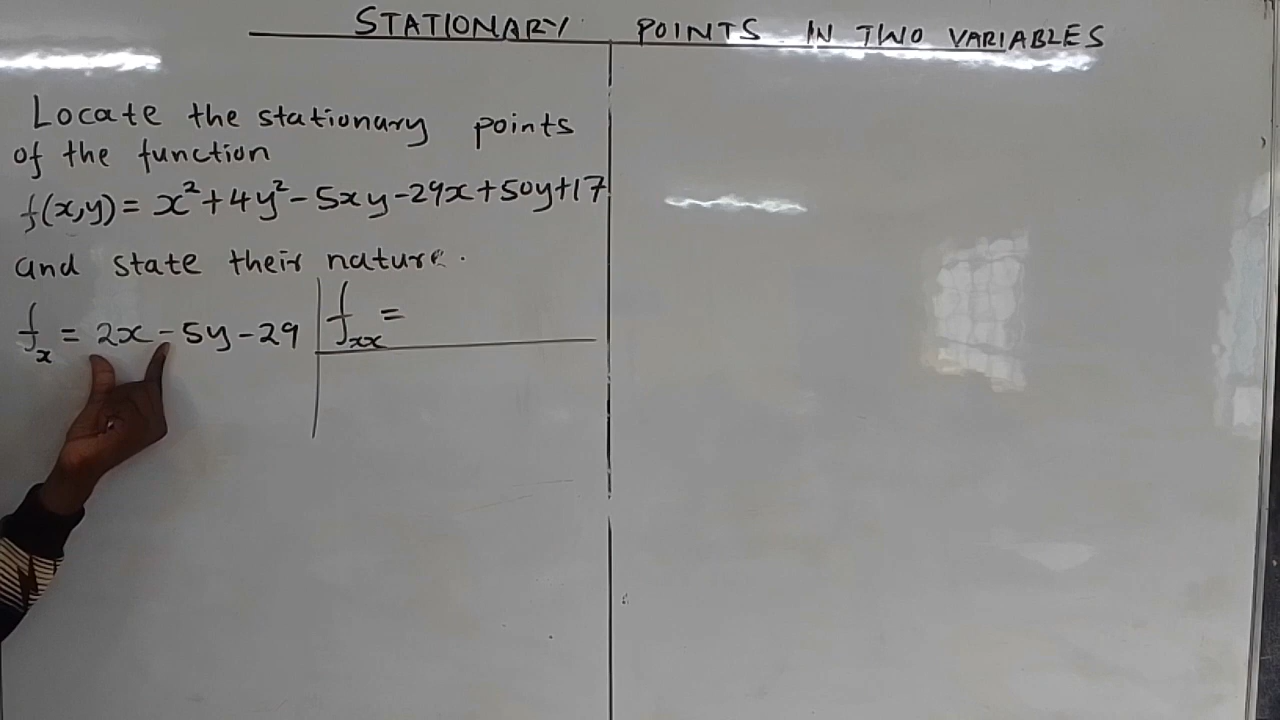 STATIONARY POINTS IN TWO VARIABLES
Locate the stationary points
of the function
f(x,y) = x² + 4y² - 5xy - 29x + 50y + 17
and state their nature.
fₓ = 2x - 5y - 29
fₓₓ =